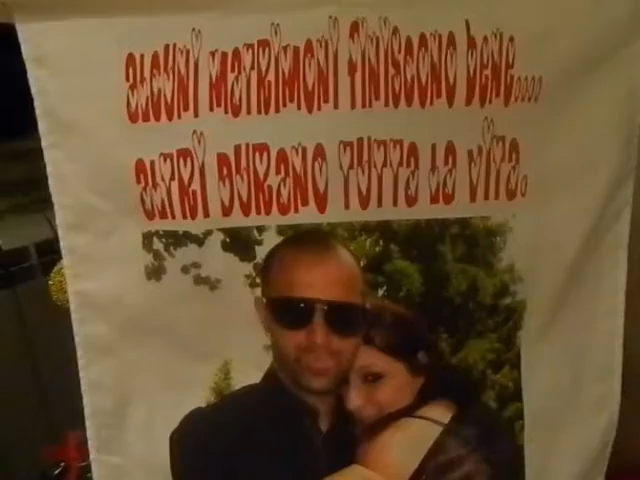 ALCUNI MATRIMONI FINISCONO BENE....
ALTRI DURANO TUTTA LA VITA.